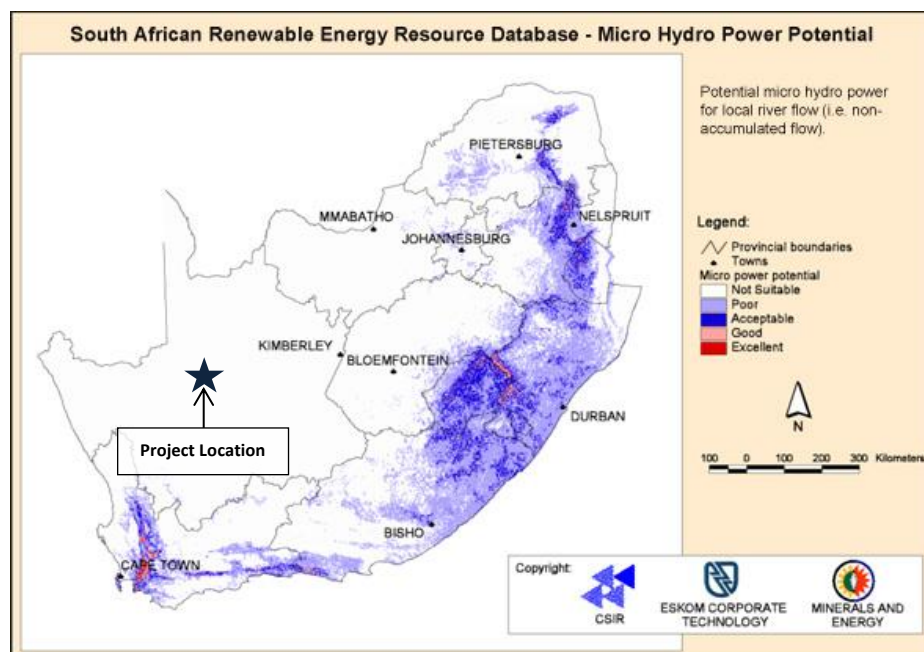 South African Renewable Energy Resource Database - Micro Hydro Power Potential
Potential micro hydro power
for local river flow (i.e. non-
accumulated flow).
PIETERSBURG
MMABATHO
NELSPRUIT
JOHANNESBURG
KIMBERLEY
BLOEMFONTEIN
DURBAN
Project Location
BISHO
CAPE TOWN
Legend:
Provincial boundaries
Towns
Micro power potential
Not Suitable
Poor
Acceptable
Good
Excellent
N
100 0 100 200 300 Kilometers
Copyright:
CSIR
ESKOM CORPORATE
TECHNOLOGY
MINERALS AND
ENERGY